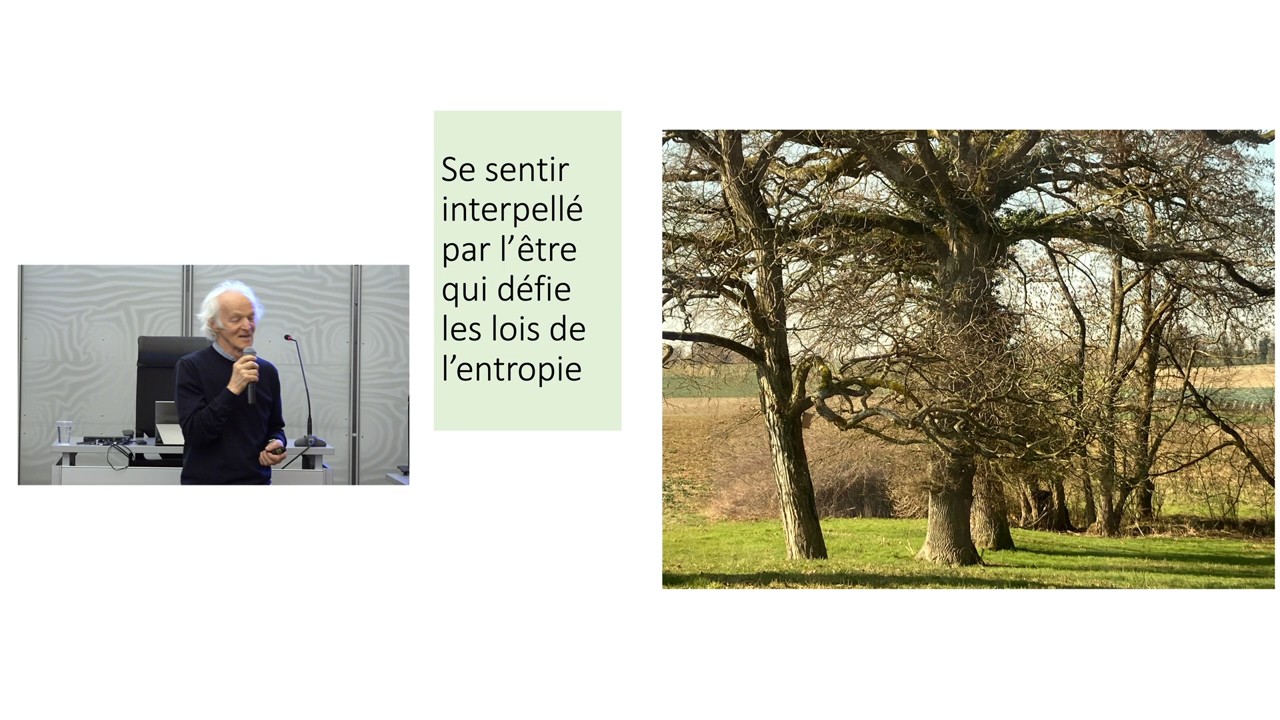 Se sentir
interpellé
par l’être
qui défie
les lois de
l’entropie